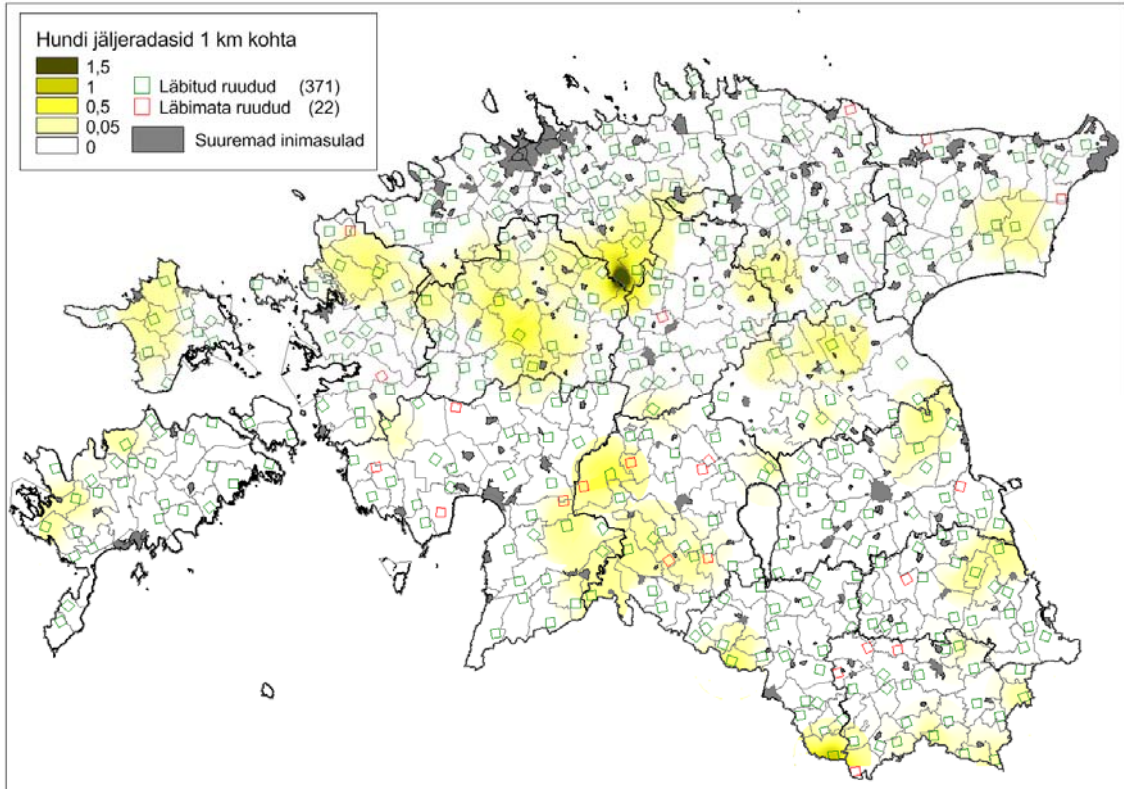 Hundi jäljeradasid 1 km kohta
1,5
1
0,5
0,05
0
Läbitud ruudud (371)
Läbimata ruudud (22)
Suuremad inimasulad